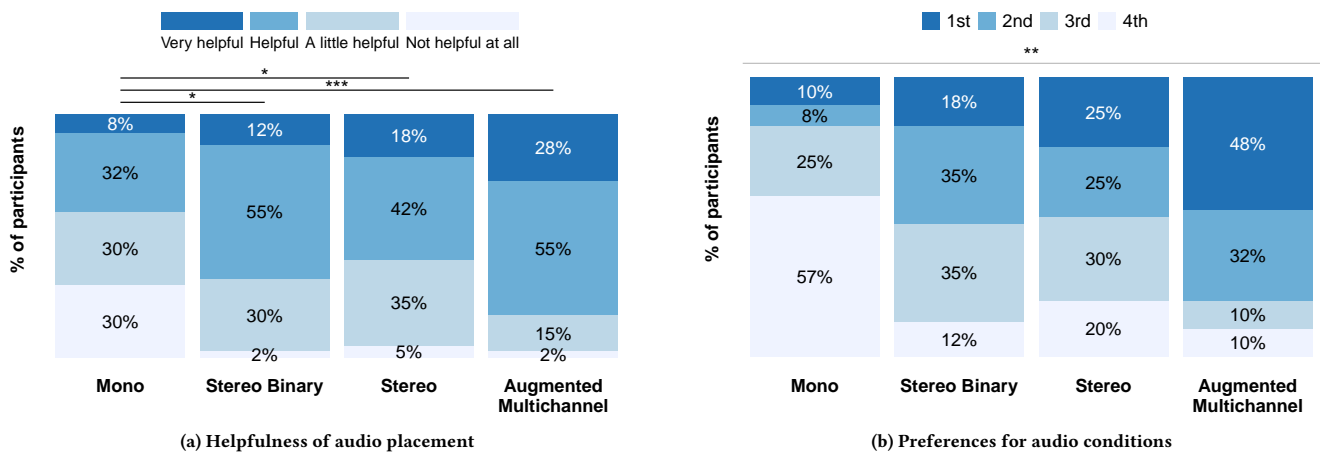 Very helpful Helpful A little helpful Not helpful at all
*
***
*
% of participants
8% 12% 18% 28%
32% 55% 42% 55%
30% 30% 35% 15%
30% 2% 5% 2%
Mono Stereo Binary Stereo Augmented
Multichannel
(a) Helpfulness of audio placement
1st 2nd 3rd 4th
**
% of participants
10% 18% 25% 48%
8% 35% 25% 32%
25% 35% 30% 10%
57% 12% 20% 10%
Mono Stereo Binary Stereo Augmented
Multichannel
(b) Preferences for audio conditions